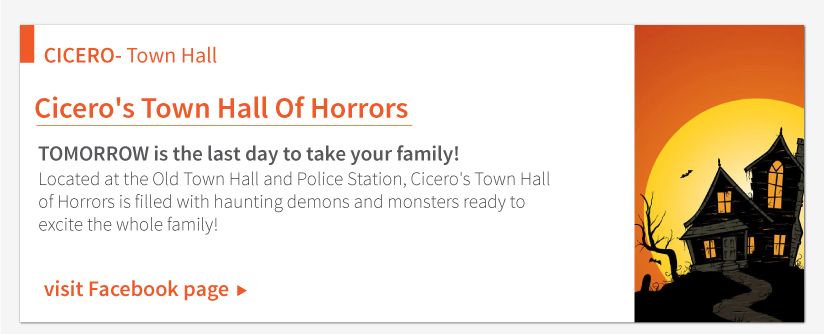 CICERO- Town Hall
Cicero's Town Hall Of Horrors
TOMORROW is the last day to take your family!
Located at the Old Town Hall and Police Station, Cicero's Town Hall
of Horrors is filled with haunting demons and monsters ready to
excite the whole family!
visit Facebook page ▶